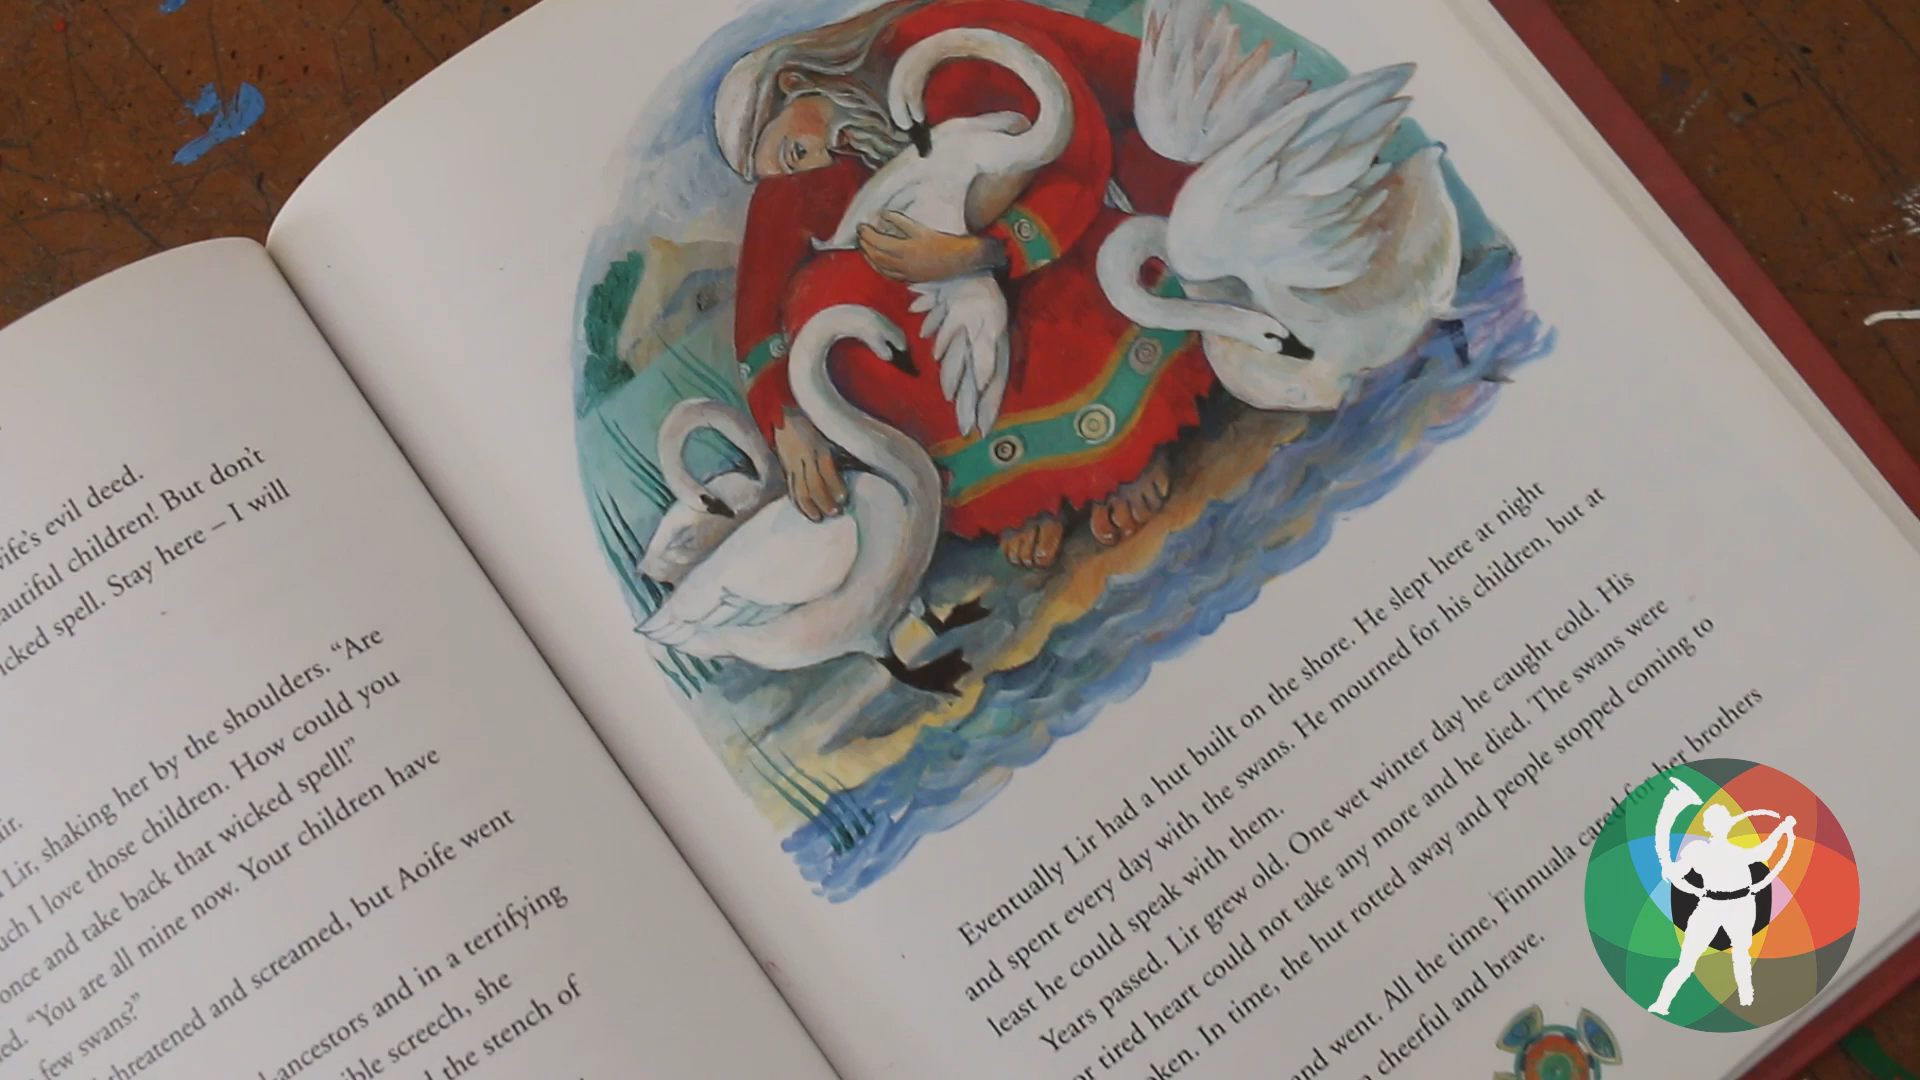 wife's evil deed.
beautiful children! But don't
wicked spell. Stay here – I will
Lir, shaking her by the shoulders. “Are
much I love those children. How could you
once and take back that wicked spell!”
“You are all mine now. Your children have
few swans?”
threatened and screamed, but Aoife went
ancestors and in a terrifying
screech, she
the stench of
Eventually Lir had a hut built on the shore. He slept here at night
and spent every day with the swans. He mourned for his children, but at
least he could speak with them.
Years passed. Lir grew old. One wet winter day he caught cold. His
tired heart could not take any more and he died. The swans were
In time, the hut rotted away and people stopped coming to
and went. All the time, Finnuala cared for her brothers
cheerful and brave.